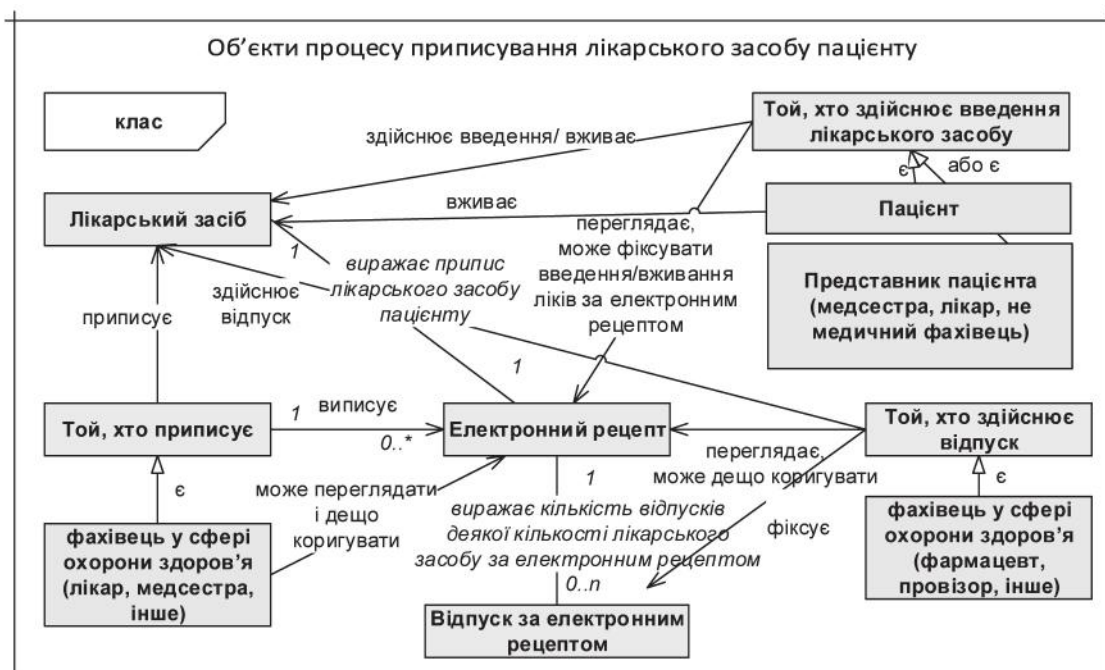 Об’єкти процесу приписування лікарського засобу пацієнту
клас
Той, хто здійснює введення
лікарського засобу
здійснює введення/ вживає
є
або є
Лікарський засіб
вживає
Пацієнт
1
переглядає,
може фіксувати
введення/вживання
ліків за електронним
рецептом
виражає припис
лікарського засобу
пацієнту
здійснює
відпуск
приписує
Представник пацієнта
(медсестра, лікар, не
медичний фахівець)
1
Той, хто приписує
1
виписує
0..*
Електронний рецепт
Той, хто здійснює
відпуск
переглядає,
може дещо коригувати
є
може переглядати
і дещо
коригувати
1
виражає кількість відпусків
деякої кількості лікарського
засобу за електронним рецептом
фіксує
є
фахівець у сфері
охорони здоров’я
(лікар, медсестра,
інше)
фахівець у сфері
охорони здоров’я
(фармацевт,
провізор, інше)
0..n
Відпуск за електронним
рецептом